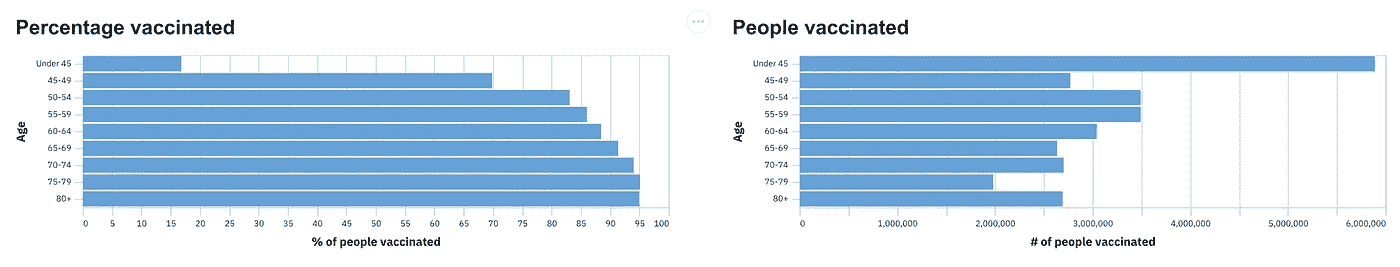 Percentage vaccinated
Age
Under 45
45-49
50-54
55-59
60-64
65-69
70-74
75-79
80+
0 5 10 15 20 25 30 35 40 45 50 55 60 65 70 75 80 85 90 95 100
% of people vaccinated
People vaccinated
Age
Under 45
45-49
50-54
55-59
60-64
65-69
70-74
75-79
80+
0 1,000,000 2,000,000 3,000,000 4,000,000 5,000,000 6,000,000
# of people vaccinated